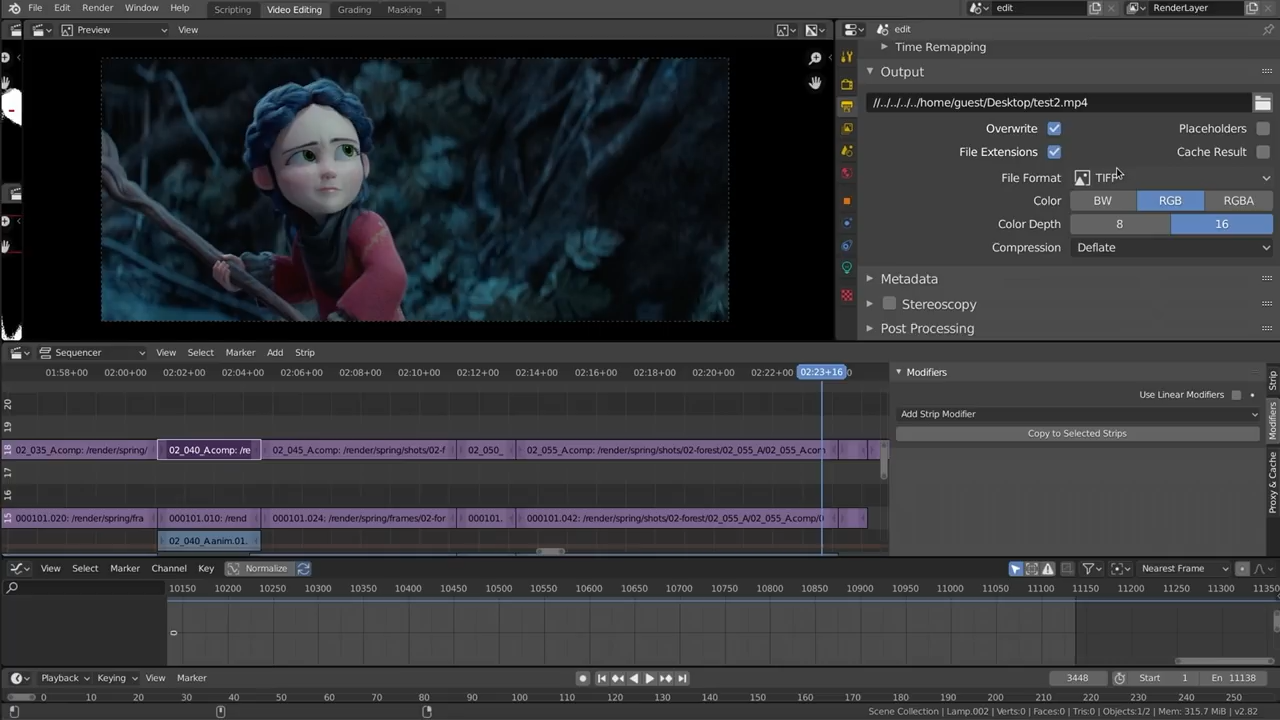 File Edit Render Window Help Scripting Video Editing Grading Masking + edit RenderLayer
Preview View edit
Time Remapping
Output
//../../../../home/guest/Desktop/test2.mp4
Overwrite Placeholders
File Extensions Cache Result
File Format TIFF
Color BW RGB RGBA
Color Depth 8 16
Compression Deflate
Metadata
Stereoscopy
Post Processing
Sequencer View Select Marker Add Strip
01:58+00 02:00+00 02:02+00 02:04+00 02:06+00 02:08+00 02:10+00 02:12+00 02:14+00 02:16+00 02:18+00 02:20+00 02:22+00 02:23+16
Modifiers
Strip
Modifiers
Proxy & Cache
Use Linear Modifiers
Add Strip Modifier
Copy to Selected Strips
20
19
18 02_035_A.comp: /render/spring/ 02_040_A.comp: /re 02_045_A.comp: /render/spring/shots/02-f 02_050_ 02_055_A.comp: /render/spring/shots/02-forest/02_055_A/02_055_A.com
17
16
15 000101.020: /render/spring/fra 000101.010: /rend 000101.024: /render/spring/frames/02-for 000101. 000101.042: /render/spring/shots/02-forest/02_055_A/02_055_A.comp/0
02_040_A.anim.01.
View Select Marker Channel Key Normalize Nearest Frame
10150 10200 10250 10300 10350 10400 10450 10500 10550 10600 10650 10700 10750 10800 10850 10900 10950 11000 11050 11100 11150 11200 11250 11300 11350
0
Playback Keying View Marker 3448 Start 1 En 11138
0 10 20 30 40 50 60 70 80 90 100 110 120 130 140 150 160 170 180 190 200 210 220 230 240 250
Scene Collection | Lamp.002 | Verts:0 | Faces:0 | Tris:0 | Objects:1/2 | Mem: 315.7 MiB | v2.82